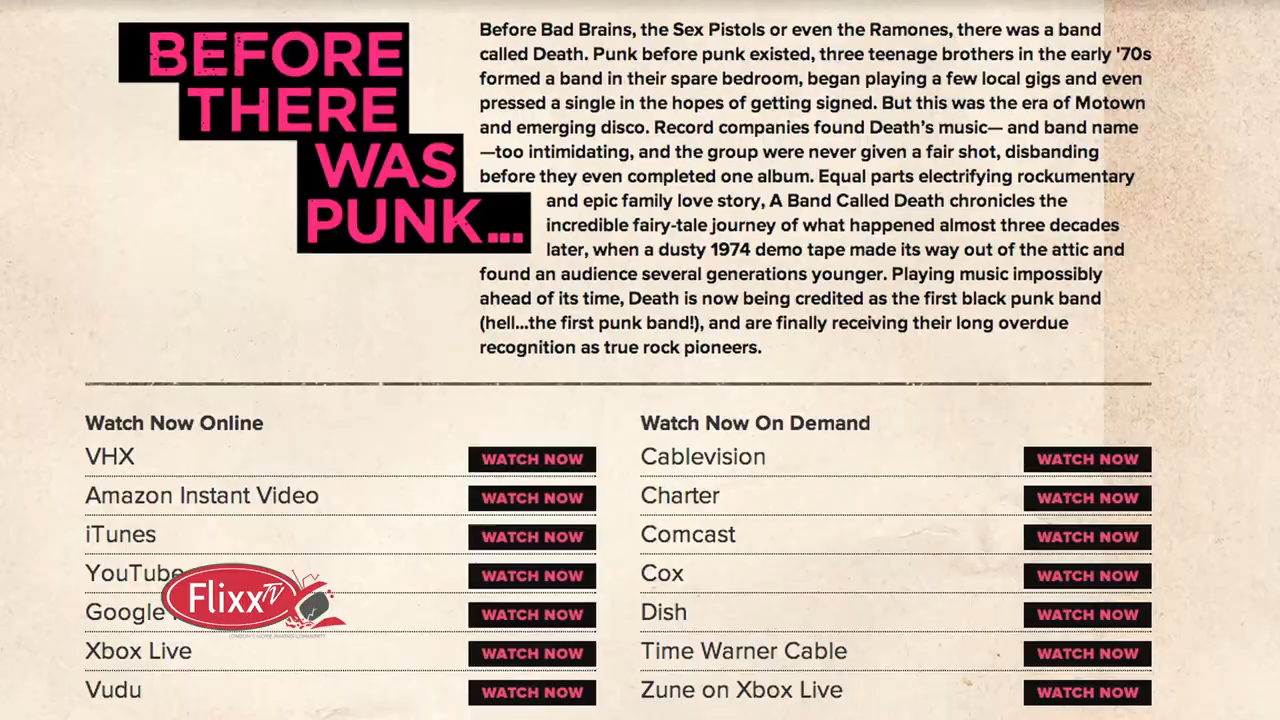 BEFORE
THERE
WAS
PUNK...
Before Bad Brains, the Sex Pistols or even the Ramones, there was a band
called Death. Punk before punk existed, three teenage brothers in the early '70s
formed a band in their spare bedroom, began playing a few local gigs and even
pressed a single in the hopes of getting signed. But this was the era of Motown
and emerging disco. Record companies found Death's music— and band name
—too intimidating, and the group were never given a fair shot, disbanding
before they even completed one album. Equal parts electrifying rockumentary
and epic family love story, A Band Called Death chronicles the
incredible fairy-tale journey of what happened almost three decades
later, when a dusty 1974 demo tape made its way out of the attic and
found an audience several generations younger. Playing music impossibly
ahead of its time, Death is now being credited as the first black punk band
(hell...the first punk band!), and are finally receiving their long overdue
recognition as true rock pioneers.
Watch Now Online
VHX WATCH NOW
Amazon Instant Video WATCH NOW
iTunes WATCH NOW
YouTube WATCH NOW
Google WATCH NOW
Xbox Live WATCH NOW
Vudu WATCH NOW
Watch Now On Demand
Cablevision WATCH NOW
Charter WATCH NOW
Comcast WATCH NOW
Cox WATCH NOW
Dish WATCH NOW
Time Warner Cable WATCH NOW
Zune on Xbox Live WATCH NOW
Flixx TV